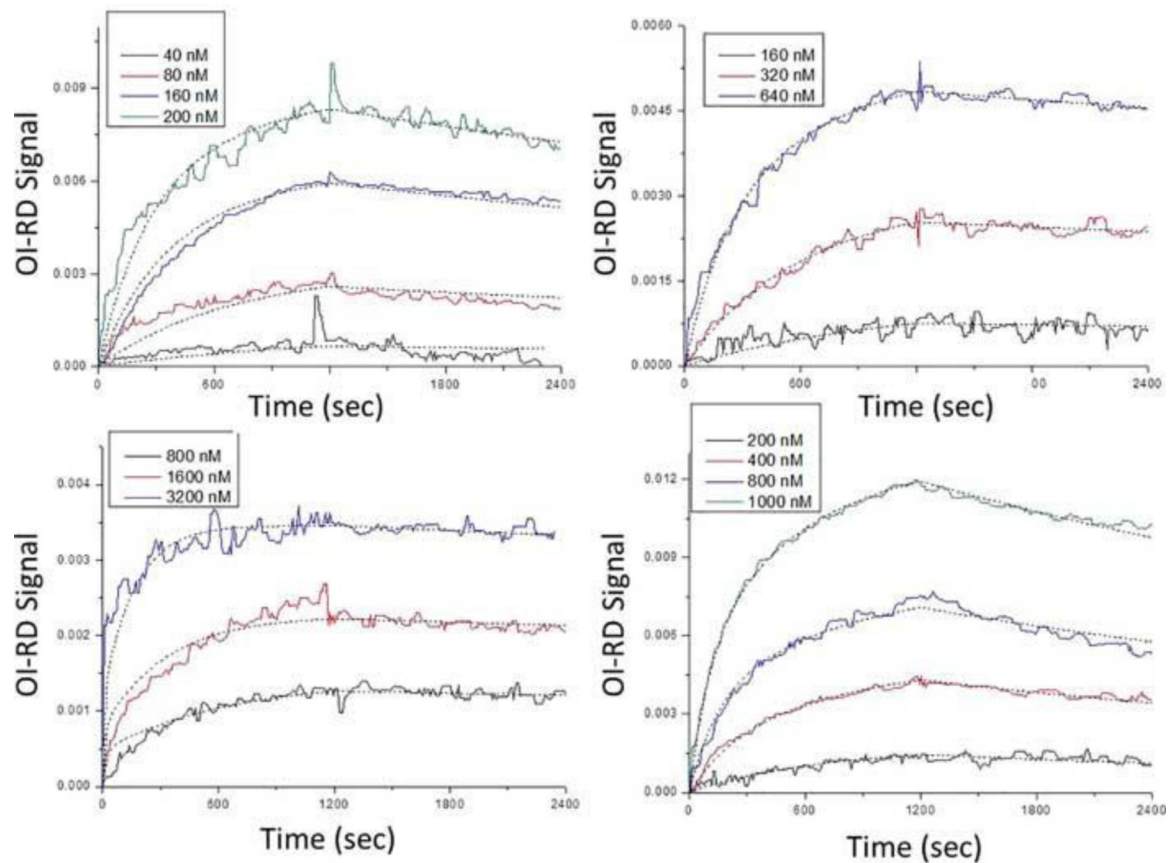 40 nM
80 nM
160 nM
200 nM
0.009
0.006
0.003
0.000
0
600
1800
2400
OI-RD Signal
Time (sec)
160 nM
320 nM
640 nM
0.0060
0.0045
0.0030
0.0015
0.0000
0
600
00
2400
OI-RD Signal
Time (sec)
800 nM
1600 nM
3200 nM
0.004
0.003
0.002
0.001
0.000
0
600
1200
1800
2400
OI-RD Signal
Time (sec)
200 nM
400 nM
800 nM
1000 nM
0.012
0.009
0.006
0.003
0.000
0
600
1200
1800
2400
OI-RD Signal
Time (sec)